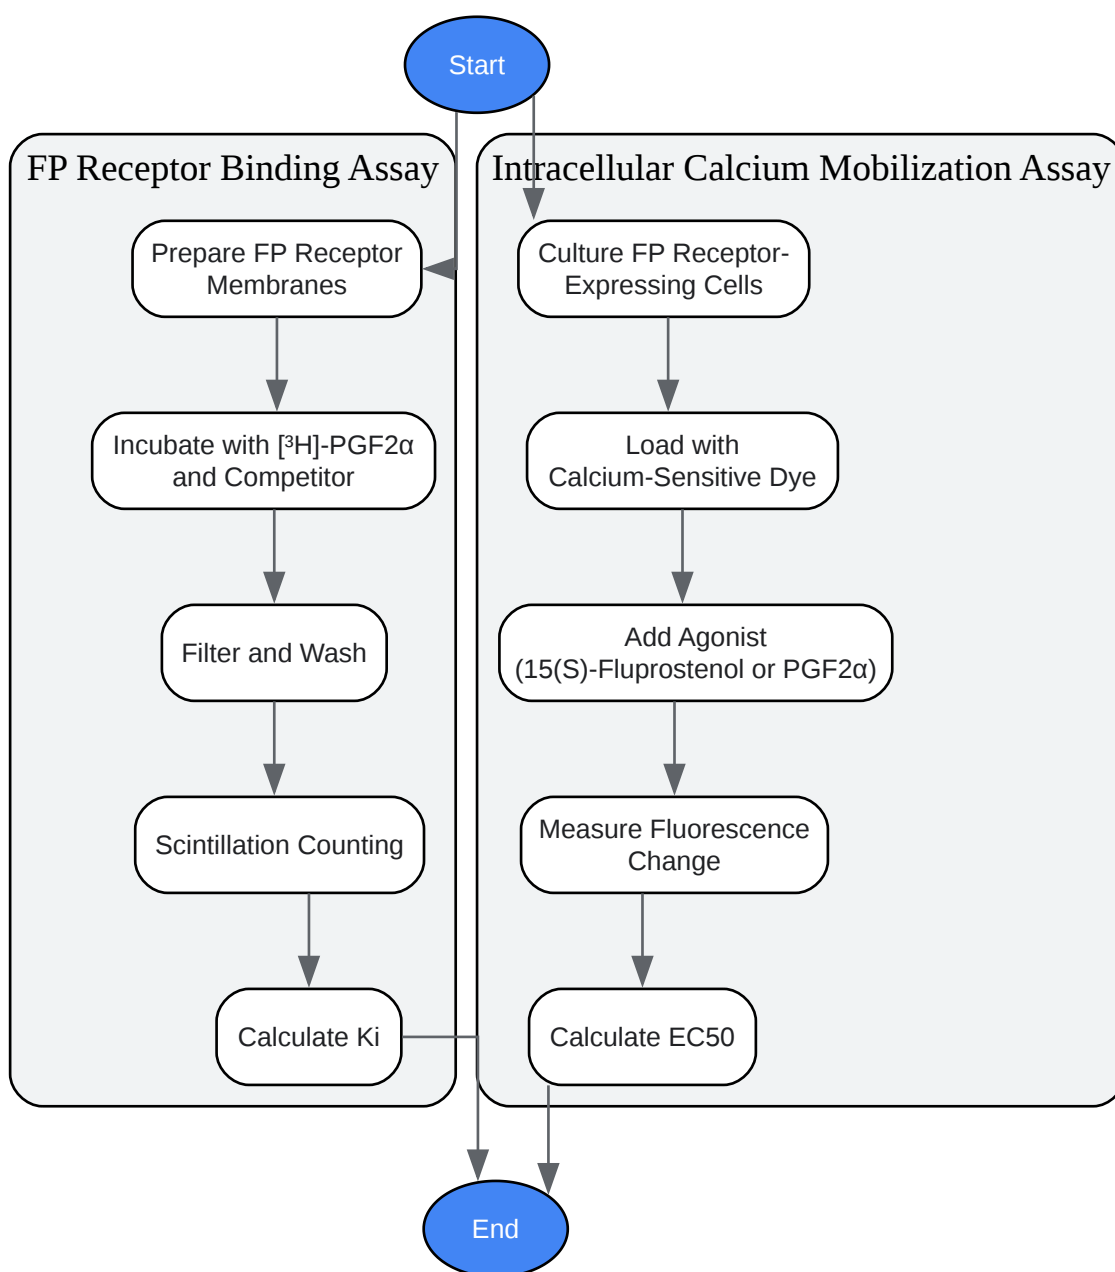 Start
FP Receptor Binding Assay
Prepare FP Receptor
Membranes
Incubate with [³H]-PGF2α
and Competitor
Filter and Wash
Scintillation Counting
Calculate Ki
Intracellular Calcium Mobilization Assay
Culture FP Receptor-
Expressing Cells
Load with
Calcium-Sensitive Dye
Add Agonist
(15(S)-Fluprostenol or PGF2α)
Measure Fluorescence
Change
Calculate EC50
End